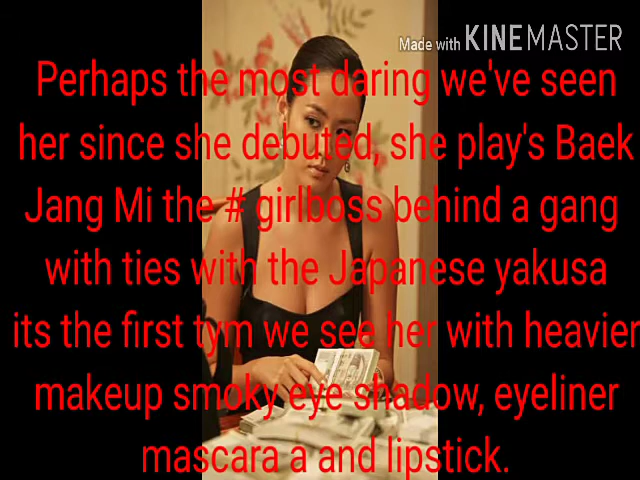 Made with KINEMASTER
Perhaps the most daring we've seen
her since she debuted, she play's Baek
Jang Mi the # girlboss behind a gang
with ties with the Japanese yakusa
its the first tym we see her with heavier
makeup smoky eye shadow, eyeliner
mascara a and lipstick.